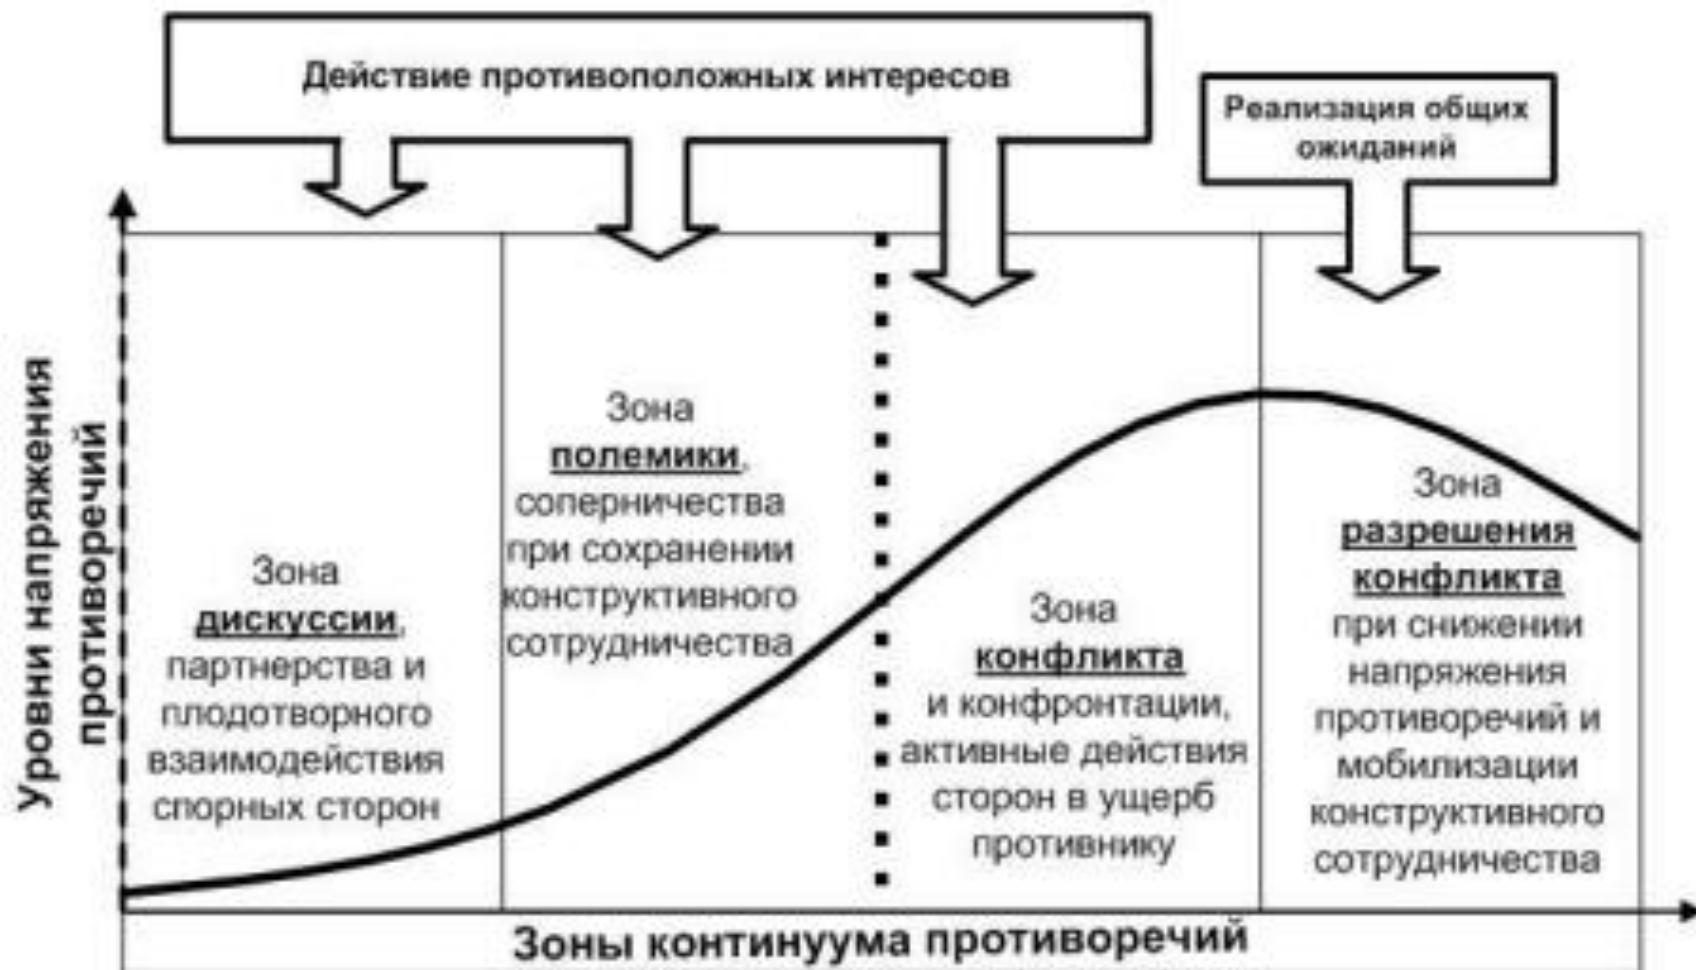 Действие противоположных интересов
Реализация общих
ожиданий
Уровни напряжения
противоречий
Зона
дискуссии,
партнерства и
плодотворного
взаимодействия
спорных сторон
Зона
полемики,
соперничества
при сохранении
конструктивного
сотрудничества
Зона
конфликта
и конфронтации,
активные действия
сторон в ущерб
противнику
Зона
разрешения
конфликта
при снижении
напряжения
противоречий и
мобилизации
конструктивного
сотрудничества
Зоны континуума противоречий